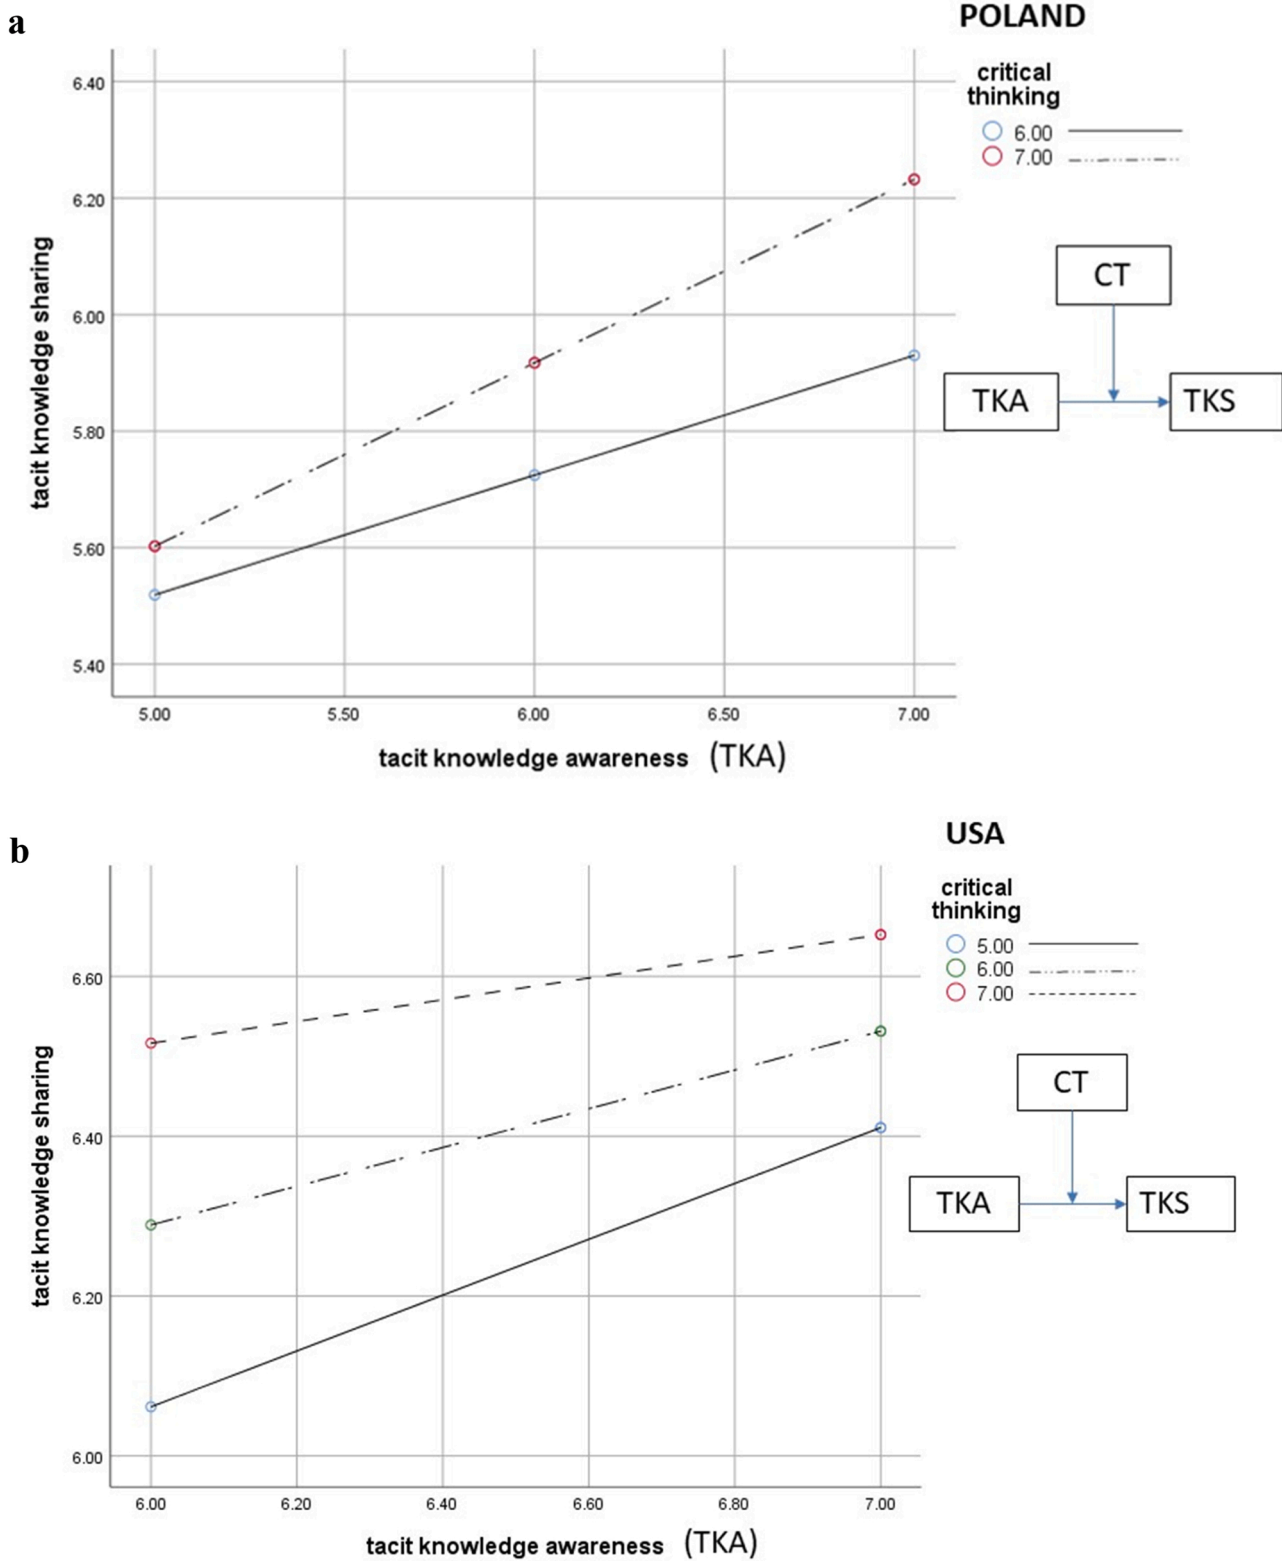 a
POLAND
critical
thinking
6.00
7.00
6.40
6.20
6.00
5.80
5.60
5.40
tacit knowledge sharing
CT
TKA
TKS
5.00
5.50
6.00
6.50
7.00
tacit knowledge awareness (TKA)
b
USA
critical
thinking
5.00
6.00
7.00
6.60
6.40
6.20
6.00
tacit knowledge sharing
CT
TKA
TKS
6.00
6.20
6.40
6.60
6.80
7.00
tacit knowledge awareness (TKA)